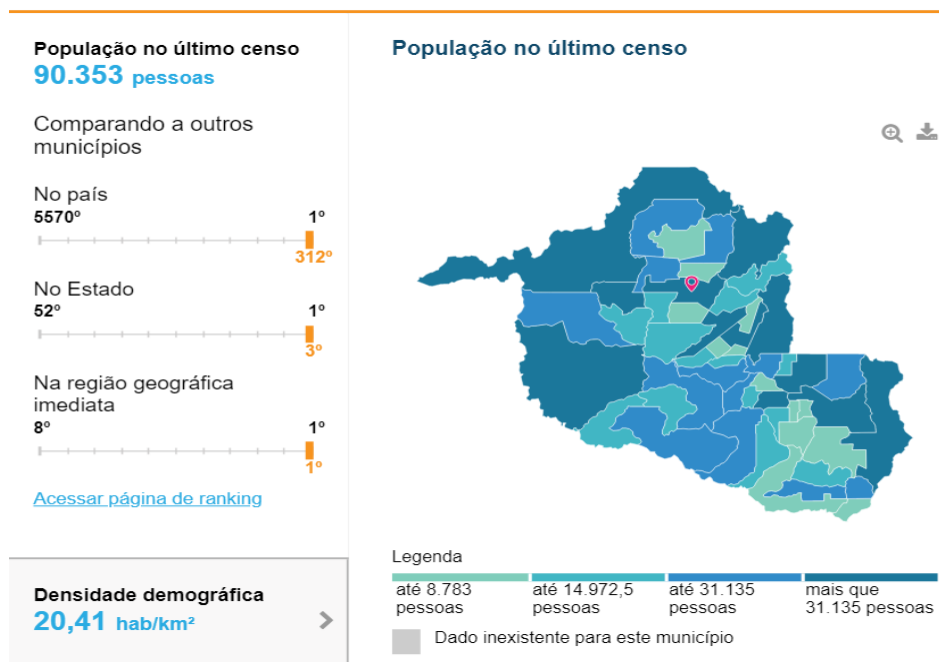 População no último censo
90.353 pessoas
Comparando a outros
municípios
No país
5570º 1º
312º
No Estado
52º 1º
3º
Na região geográfica
imediata
8º 1º
1º
Acessar página de ranking
Densidade demográfica
20,41 hab/km²
População no último censo
Legenda
até 8.783
pessoas
até 14.972,5
pessoas
até 31.135
pessoas
mais que
31.135 pessoas
Dado inexistente para este município